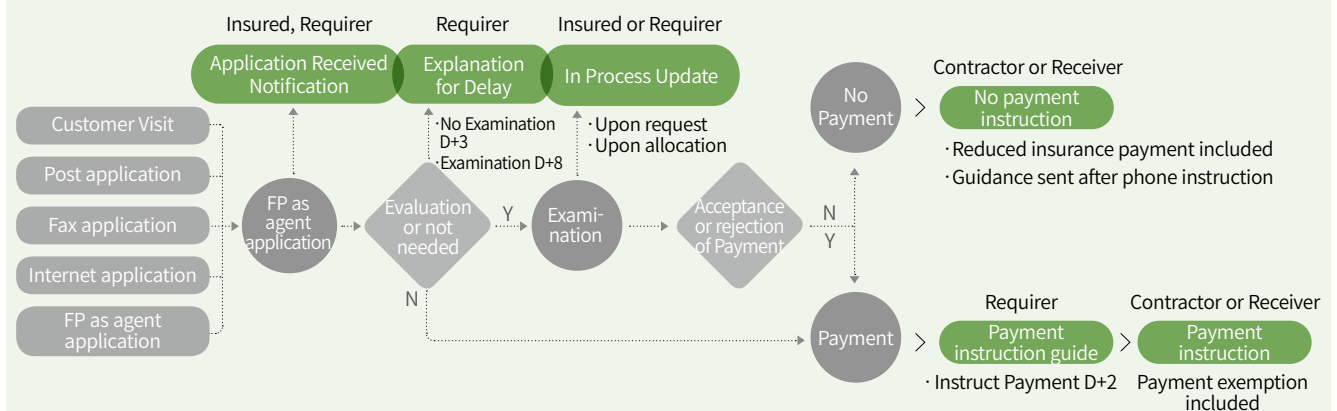 Insured, Requirer
Requirer
Insured or Requirer
Application Received
Notification
Explanation
for Delay
In Process Update
·No Examination
D+3
·Examination D+8
·Upon request
·Upon allocation
Customer Visit
Post application
Fax application
Internet application
FP as agent
application
FP as
agent
application
Evaluation
or not
needed
Y
N
Exami-
nation
Acceptance
or rejection
of Payment
N
Y
No
Payment
>
Contractor or Receiver
No payment
instruction
·Reduced insurance payment included
·Guidance sent after phone instruction
Payment
>
Requirer
Payment
instruction guide
·Instruct Payment D+2
>
Contractor or Receiver
Payment
instruction
Payment exemption
included